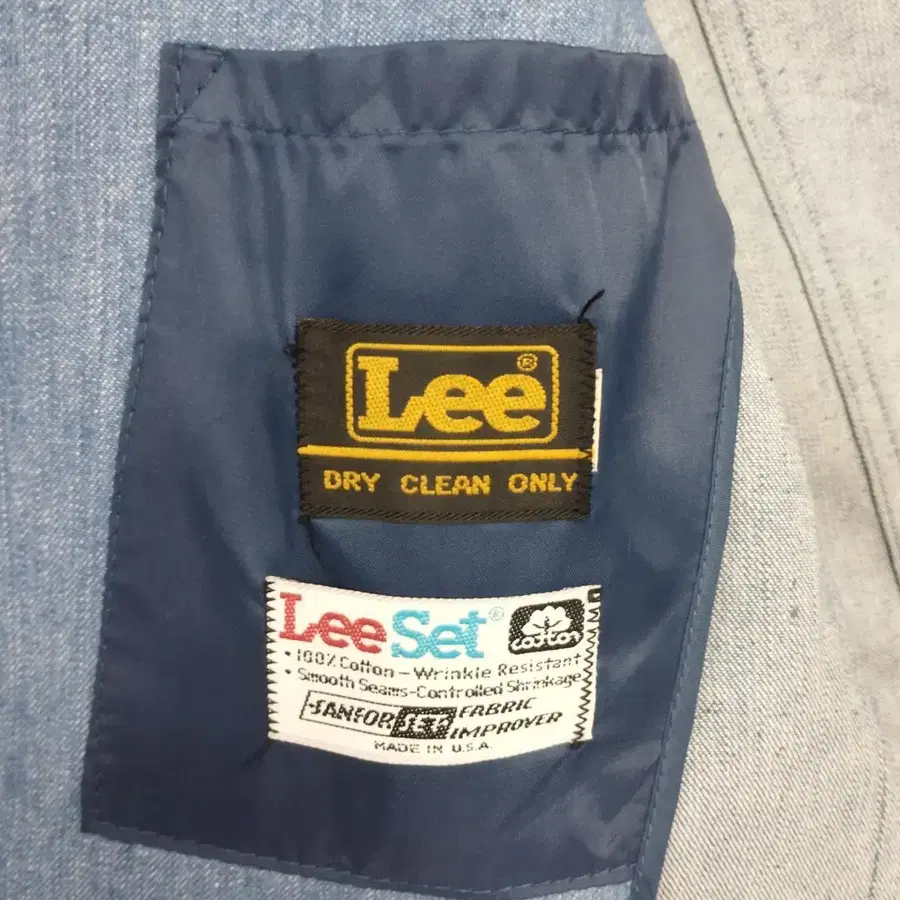 Lee®
DRY CLEAN ONLY
LeeSet® cotton
• 100% Cotton – Wrinkle Resistant
• Smooth Seams-Controlled Shrinkage
SANFOR SET FABRIC
IMPROVER
MADE IN U.S.A.